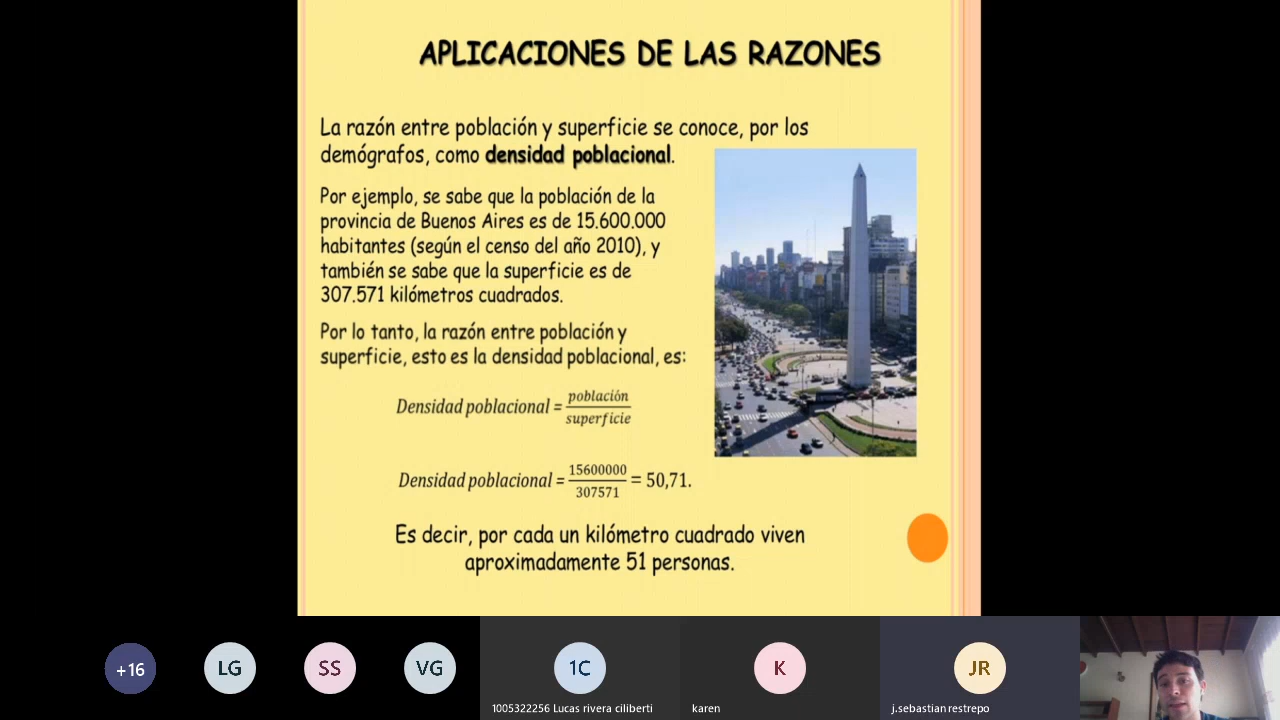 APLICACIONES DE LAS RAZONES
La razón entre población y superficie se conoce, por los
demógrafos, como densidad poblacional.
Por ejemplo, se sabe que la población de la
provincia de Buenos Aires es de 15.600.000
habitantes (según el censo del año 2010), y
también se sabe que la superficie es de
307.571 kilómetros cuadrados.
Por lo tanto, la razón entre población y
superficie, esto es la densidad poblacional, es:
Densidad poblacional = población / superficie
Densidad poblacional = 15600000 / 307571 = 50,71.
Es decir, por cada un kilómetro cuadrado viven
aproximadamente 51 personas.
+16
LG
SS
VG
1C
K
JR
1005322256 Lucas rivera ciliberti
karen
j.sebastian restrepo